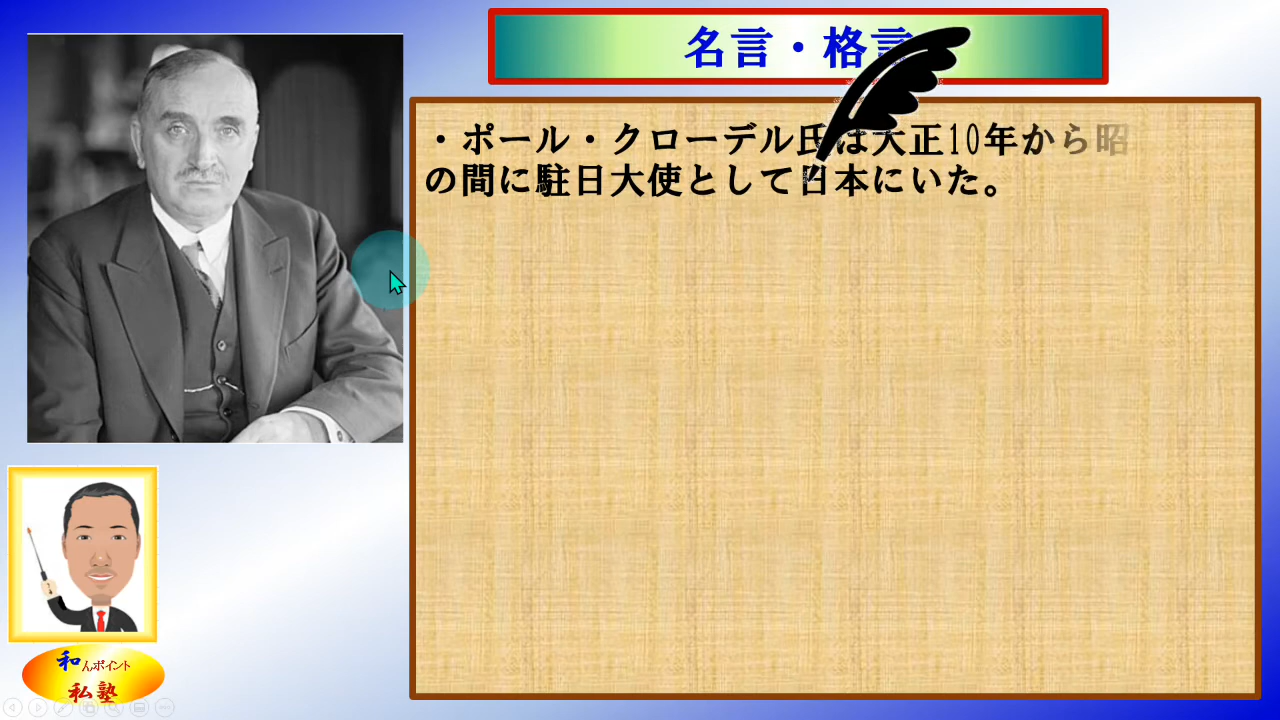 名言・格言
・ポール・クローデル氏は大正10年から昭
の間に駐日大使として日本にいた。
和んポイント
私塾